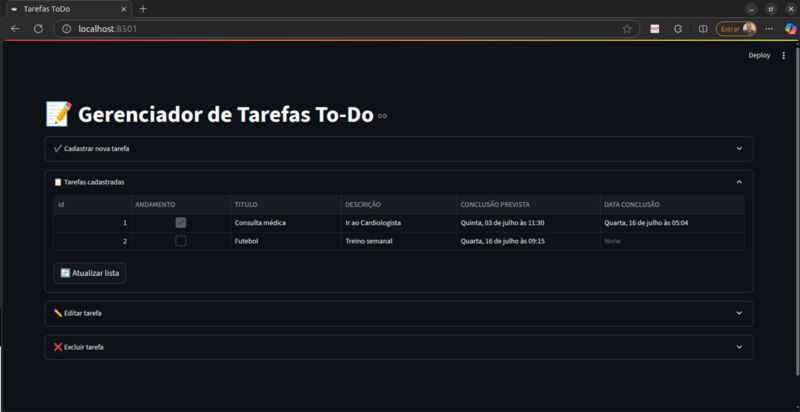 Tarefas ToDo
localhost:8501
Entrar
Deploy
Gerenciador de Tarefas To-Do
Cadastrar nova tarefa
Tarefas cadastradas
id ANDAMENTO TITULO DESCRIÇÃO CONCLUSÃO PREVISTA DATA CONCLUSÃO
1 Consulta médica Ir ao Cardiologista Quinta, 03 de julho às 11:30 Quarta, 16 de julho às 05:04
2 Futebol Treino semanal Quarta, 16 de julho às 09:15 None
Atualizar lista
Editar tarefa
Excluir tarefa